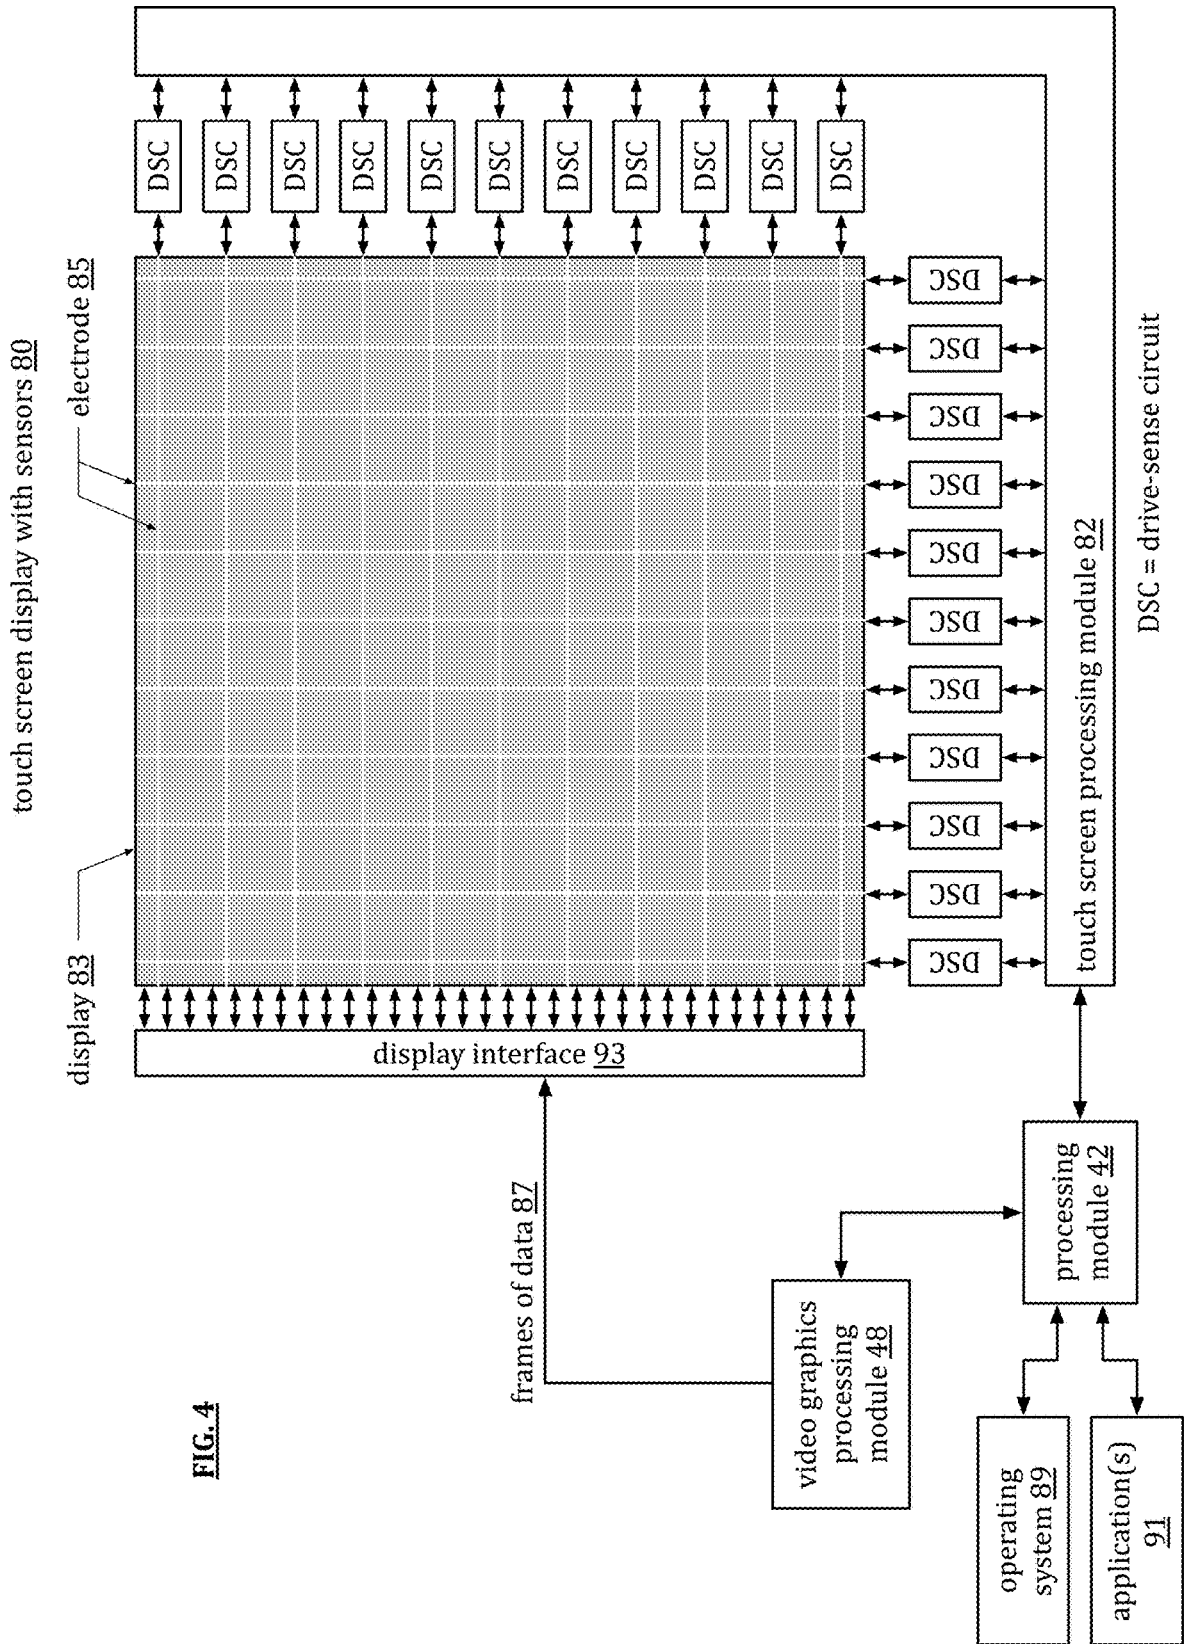 touch screen display with sensors 80
display 83
electrode 85
FIG. 4
DSC
DSC
DSC
DSC
DSC
DSC
DSC
DSC
DSC
DSC
DSC
display interface 93
frames of data 87
video graphics
processing
module 48
DSC
DSC
DSC
DSC
DSC
DSC
DSC
DSC
DSC
DSC
DSC
operating
system 89
application(s)
91
processing
module 42
touch screen processing module 82
DSC = drive-sense circuit